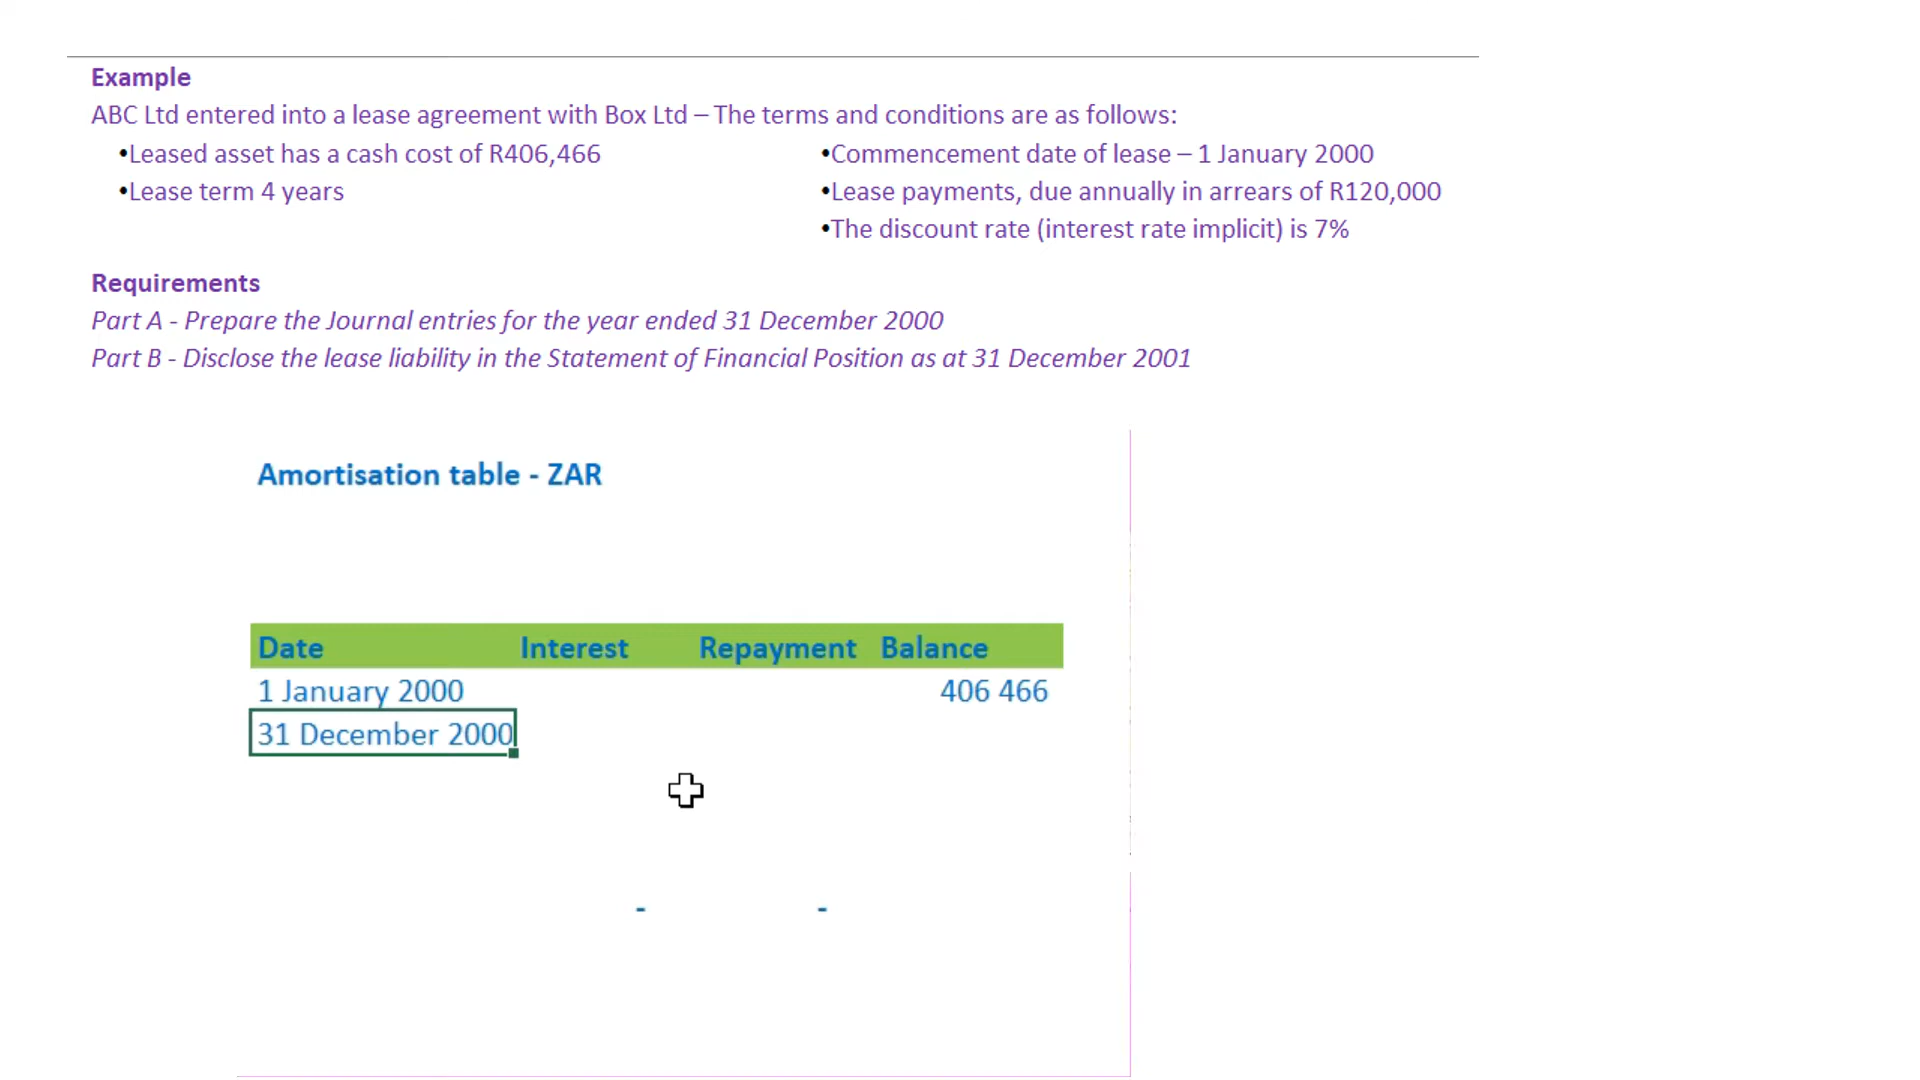 Example
ABC Ltd entered into a lease agreement with Box Ltd – The terms and conditions are as follows:
•Leased asset has a cash cost of R406,466
•Lease term 4 years
•Commencement date of lease – 1 January 2000
•Lease payments, due annually in arrears of R120,000
•The discount rate (interest rate implicit) is 7%
Requirements
Part A - Prepare the Journal entries for the year ended 31 December 2000
Part B - Disclose the lease liability in the Statement of Financial Position as at 31 December 2001
Amortisation table - ZAR
Date Interest Repayment Balance
1 January 2000 406 466
31 December 2000
- -